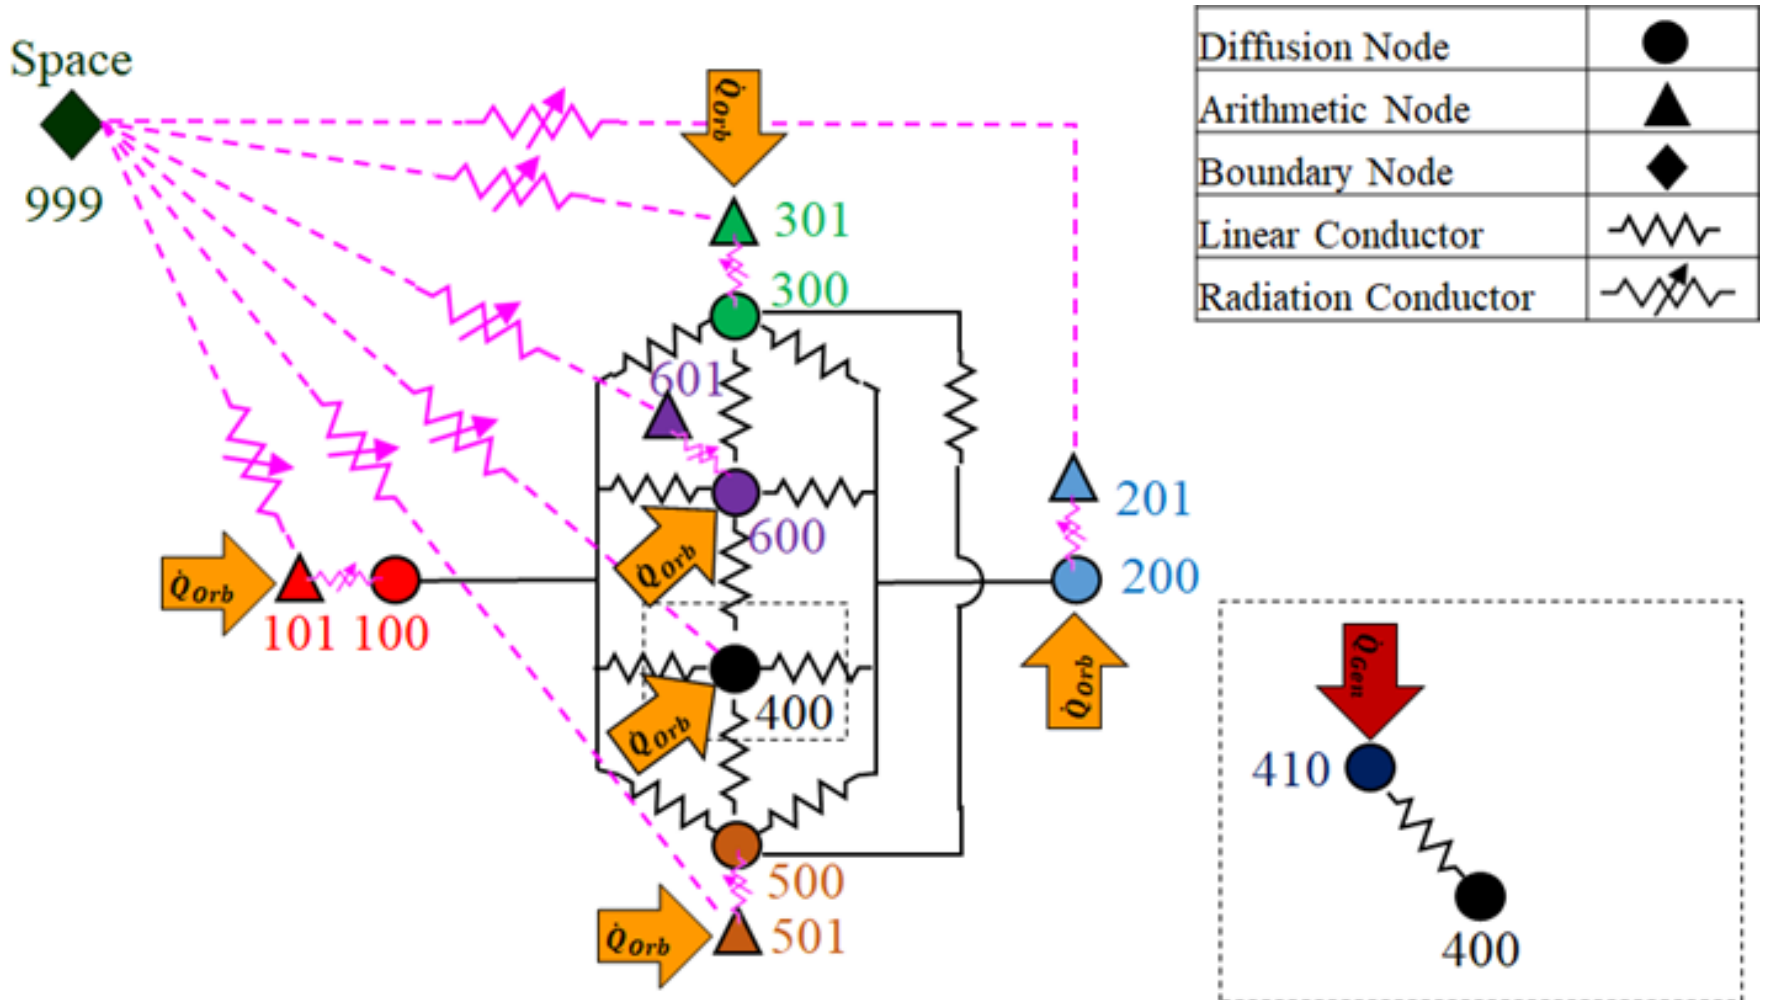 Space
999
Q̇Orb
301
300
601
600
Q̇Orb
201
200
Q̇Orb
101 100
Q̇Orb
400
Q̇Orb
500
Q̇Orb
501
Diffusion Node
Arithmetic Node
Boundary Node
Linear Conductor
Radiation Conductor
Q̇Gen
410
400